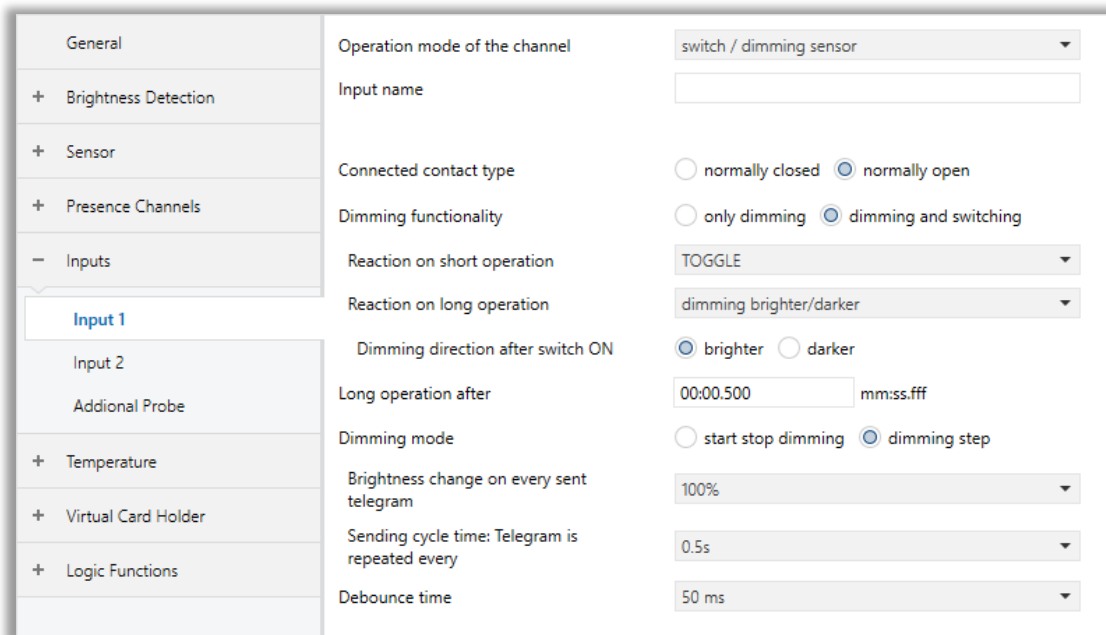 General
+ Brightness Detection
+ Sensor
+ Presence Channels
− Inputs
Input 1
Input 2
Addional Probe
+ Temperature
+ Virtual Card Holder
+ Logic Functions
Operation mode of the channel switch / dimming sensor
Input name
Connected contact type normally closed normally open
Dimming functionality only dimming dimming and switching
Reaction on short operation TOGGLE
Reaction on long operation dimming brighter/darker
Dimming direction after switch ON brighter darker
Long operation after 00:00.500 mm:ss.fff
Dimming mode start stop dimming dimming step
Brightness change on every sent
telegram 100%
Sending cycle time: Telegram is
repeated every 0.5s
Debounce time 50 ms